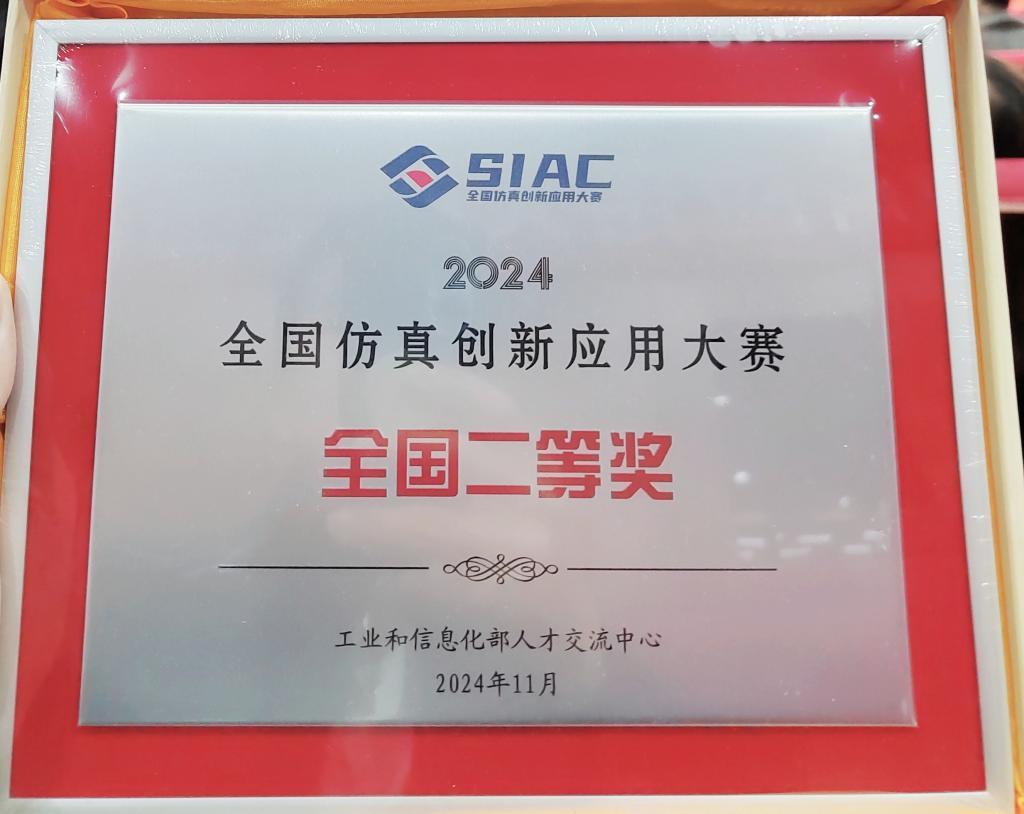 SIAC
全国仿真创新应用大赛
2024
全国仿真创新应用大赛
全国二等奖
工业和信息化部人才交流中心
2024年11月